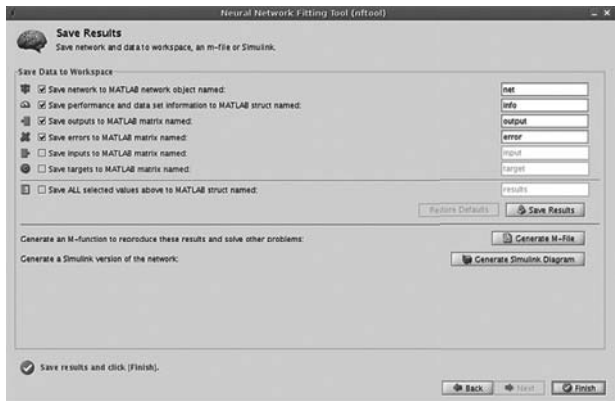 Neural Network Fitting Tool (nftool)
Save Results
Save network and data to workspace, an m-file or Simulink.
Save Data to Workspace
Save network to MATLAB network object named: net
Save performance and data set information to MATLAB struct named: info
Save outputs to MATLAB matrix named: output
Save errors to MATLAB matrix named: error
Save inputs to MATLAB matrix named: input
Save targets to MATLAB matrix named: target
Save ALL selected values above to MATLAB struct named: results
Restore Defaults Save Results
Generate an M-function to reproduce these results and solve other problems: Generate M-File
Generate a Simulink version of the network: Generate Simulink Diagram
Save results and click [Finish].
Back Next Finish